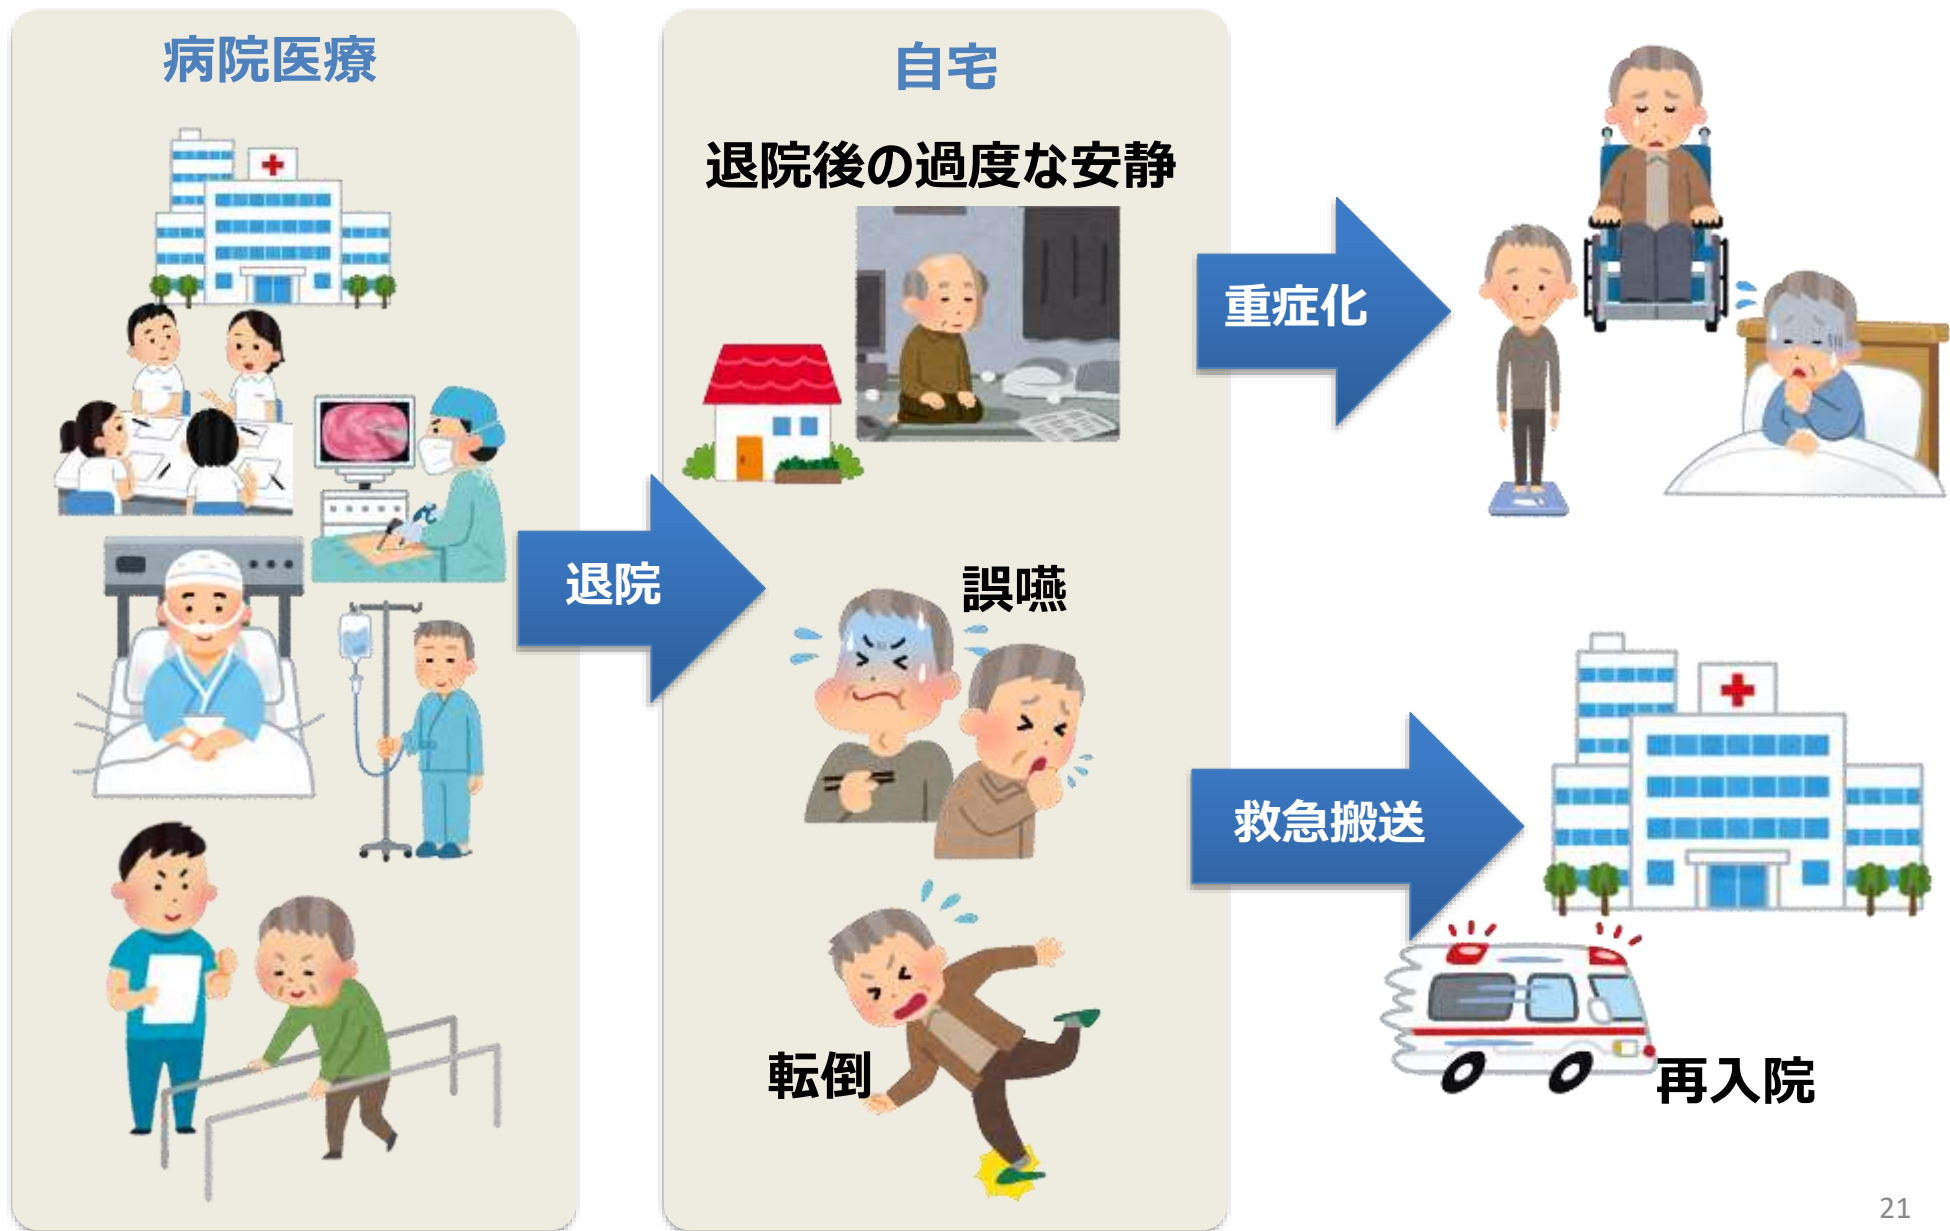 病院医療
退院
自宅
退院後の過度な安静
誤嚥
転倒
重症化
救急搬送
再入院
21